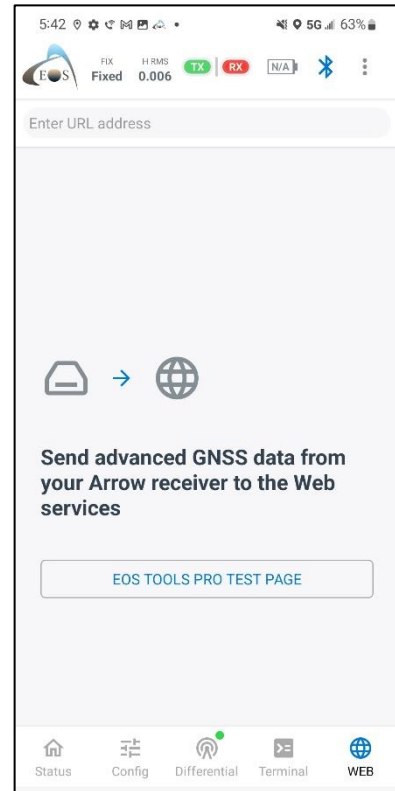 5:42
5G 63%
EOS
FIX H RMS
Fixed 0.006 TX RX N/A
Enter URL address
Send advanced GNSS data from
your Arrow receiver to the Web
services
EOS TOOLS PRO TEST PAGE
Status Config Differential Terminal WEB